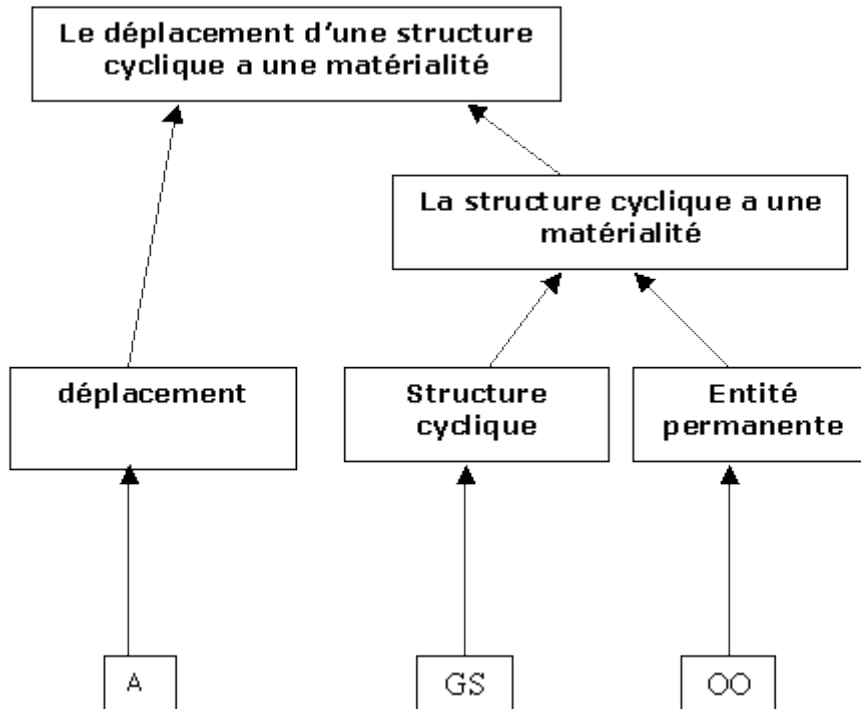 Le déplacement d’une structure
cyclique a une matérialité
La structure cyclique a une
matérialité
déplacement
Structure
cyclique
Entité
permanente
A
GS
OO